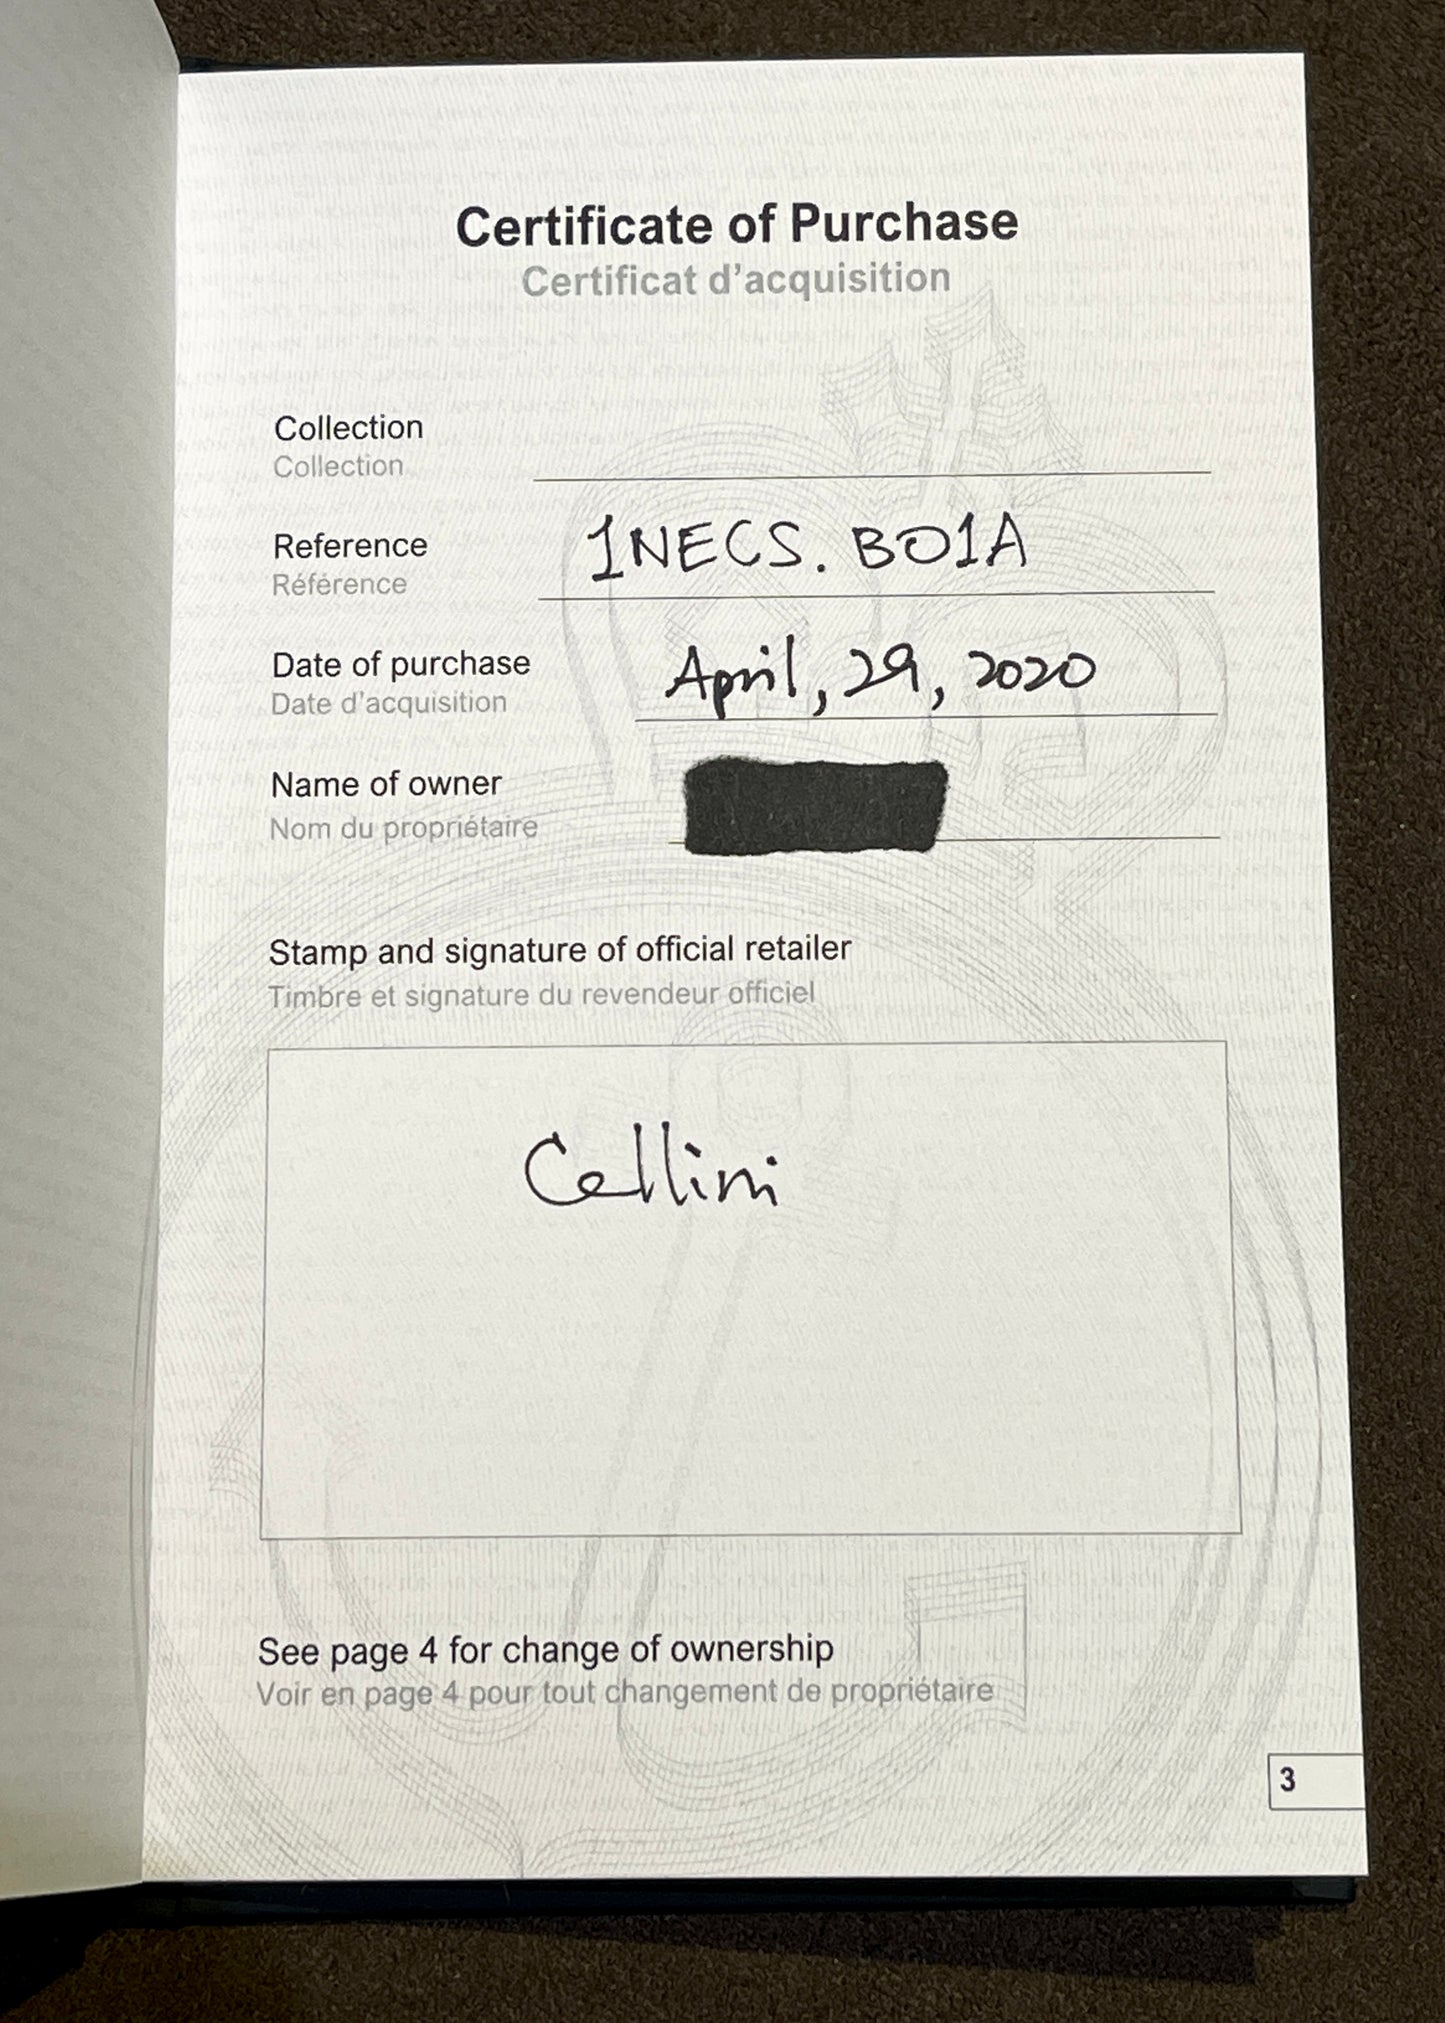 Certificate of Purchase
Certificat d'acquisition
Collection
Collection
Reference 1NECS. B01A
Référence
Date of purchase April, 29, 2020
Date d'acquisition
Name of owner
Nom du propriétaire
Stamp and signature of official retailer
Timbre et signature du revendeur officiel
Cellini
See page 4 for change of ownership
Voir en page 4 pour tout changement de propriétaire
3